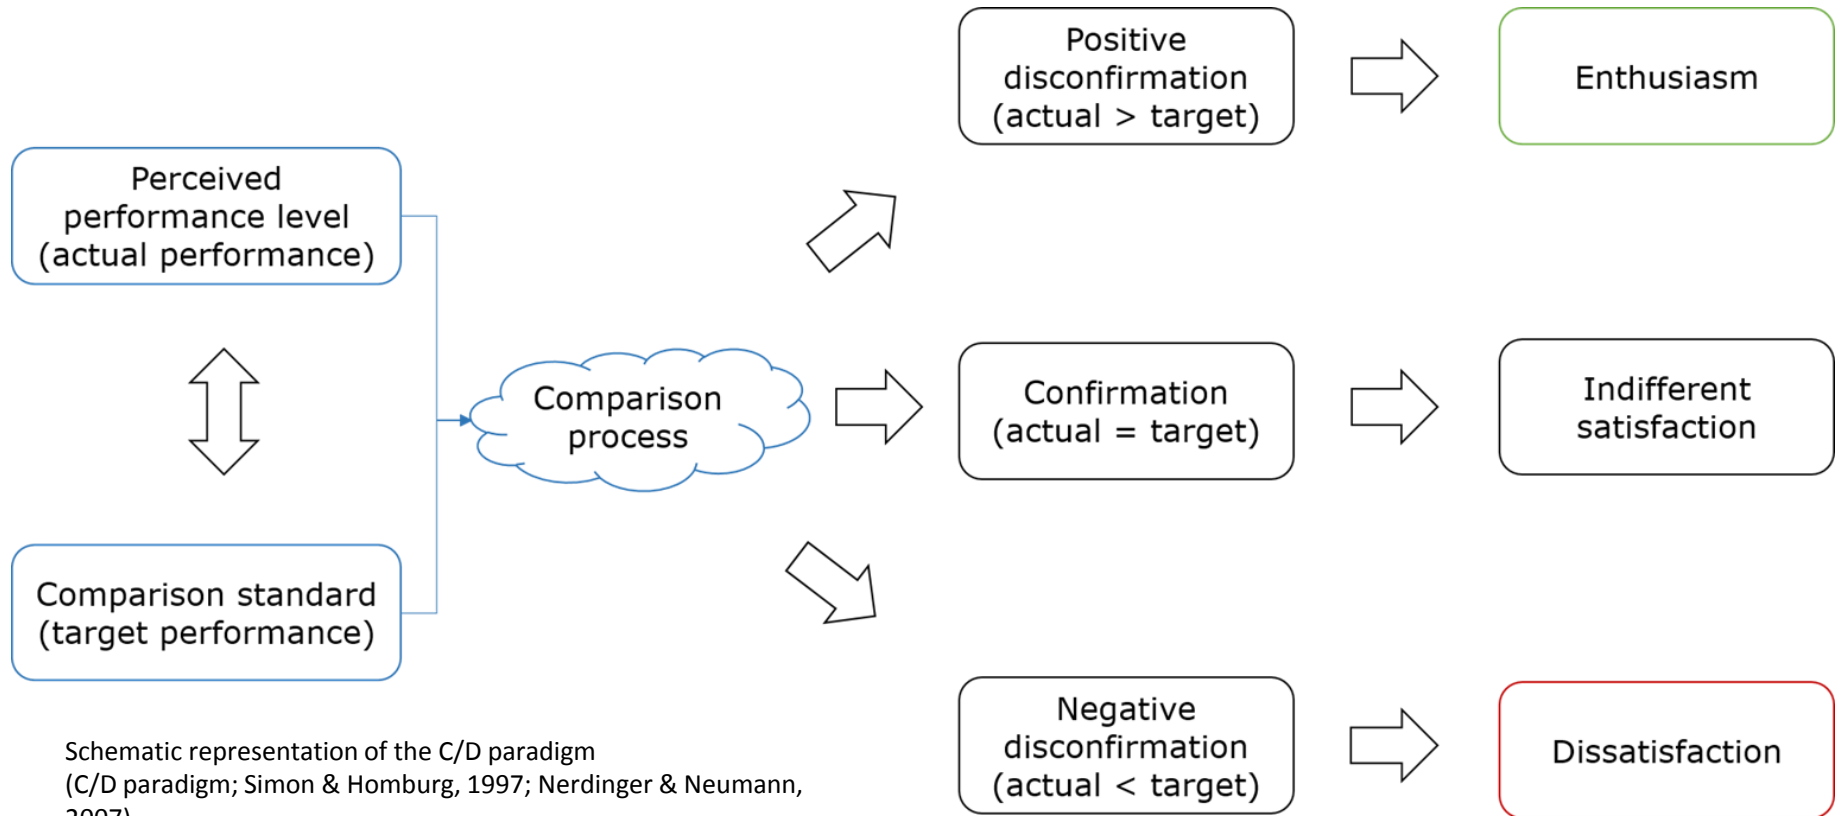 Positive
disconfirmation
(actual > target)
Enthusiasm
Perceived
performance level
(actual performance)
Comparison
process
Confirmation
(actual = target)
Indifferent
satisfaction
Comparison standard
(target performance)
Negative
disconfirmation
(actual < target)
Dissatisfaction
Schematic representation of the C/D paradigm
(C/D paradigm; Simon & Homburg, 1997; Nerdinger & Neumann,